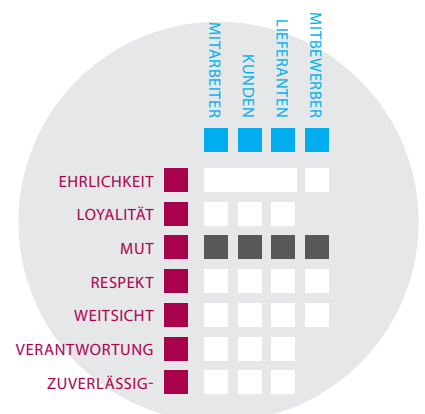 MITARBEITER
KUNDEN
LIEFERANTEN
MITBEWERBER
EHRLICHKEIT
LOYALITÄT
MUT
RESPEKT
WEITSICHT
VERANTWORTUNG
ZUVERLÄSSIG-